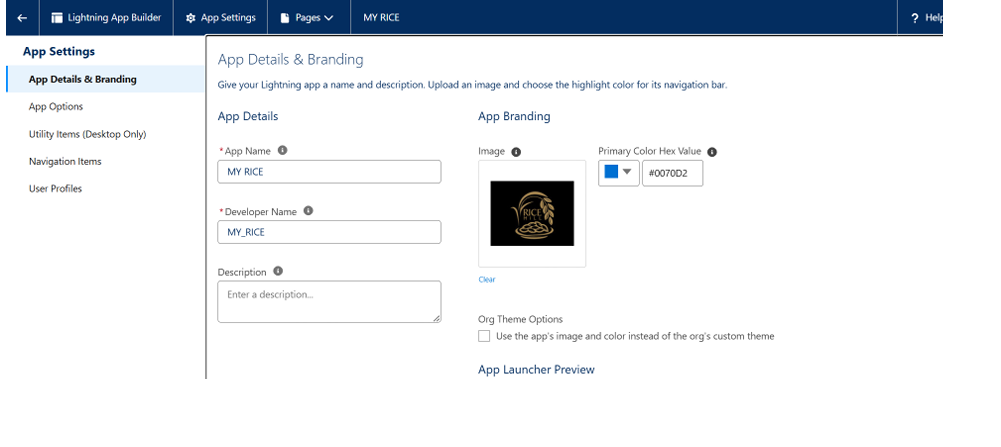 Lightning App Builder App Settings Pages MY RICE ? Help
App Settings
App Details & Branding
App Options
Utility Items (Desktop Only)
Navigation Items
User Profiles
App Details & Branding
Give your Lightning app a name and description. Upload an image and choose the highlight color for its navigation bar.
App Details
* App Name
MY RICE
* Developer Name
MY_RICE
Description
Enter a description...
App Branding
Image
RICE
MILL
Clear
Primary Color Hex Value
#0070D2
Org Theme Options
Use the app's image and color instead of the org's custom theme
App Launcher Preview